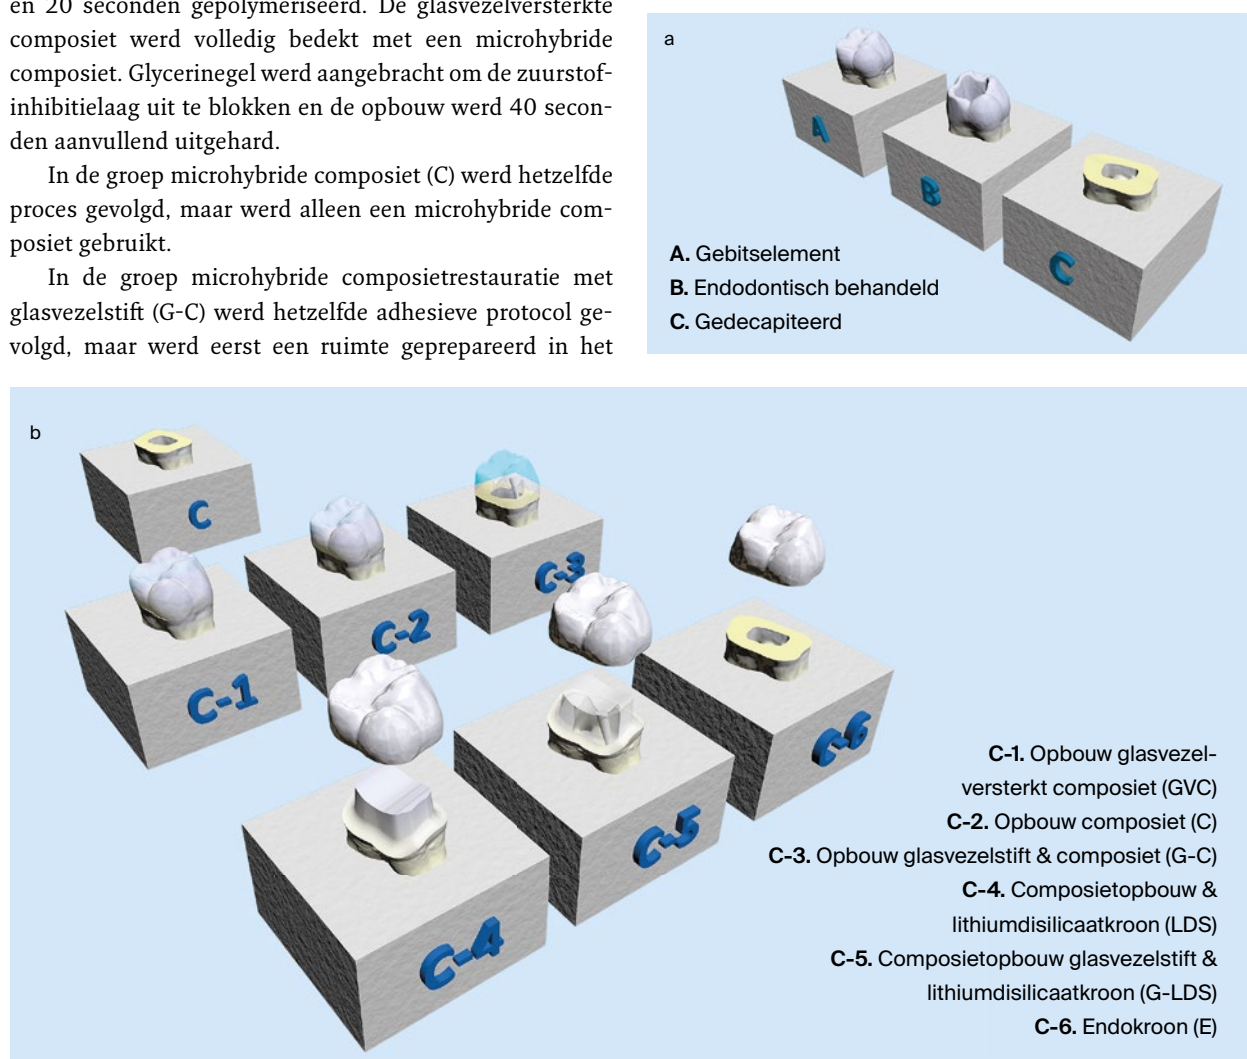 en 20 seconden gepolymeriseerd. De glasvezelversterkte
composiet werd volledig bedekt met een microhybride
composiet. Glycerinegel werd aangebracht om de zuurstof-
inhibitielaag uit te blokken en de opbouw werd 40 secon-
den aanvullend uitgehard.
In de groep microhybride composiet (C) werd hetzelfde
proces gevolgd, maar werd alleen een microhybride com-
posiet gebruikt.
In de groep microhybride composietrestauratie met
glasvezelstift (G-C) werd hetzelfde adhesieve protocol ge-
volgd, maar werd eerst een ruimte geprepareerd in het
a
A
B
C
A. Gebitselement
B. Endodontisch behandeld
C. Gedecapiteerd
b
C
C-1
C-2
C-3
C-4
C-5
C-6
C-1. Opbouw glasvezel-
versterkt composiet (GVC)
C-2. Opbouw composiet (C)
C-3. Opbouw glasvezelstift & composiet (G-C)
C-4. Composietopbouw &
lithiumdisilicaatkroon (LDS)
C-5. Composietopbouw glasvezelstift &
lithiumdisilicaatkroon (G-LDS)
C-6. Endokroon (E)